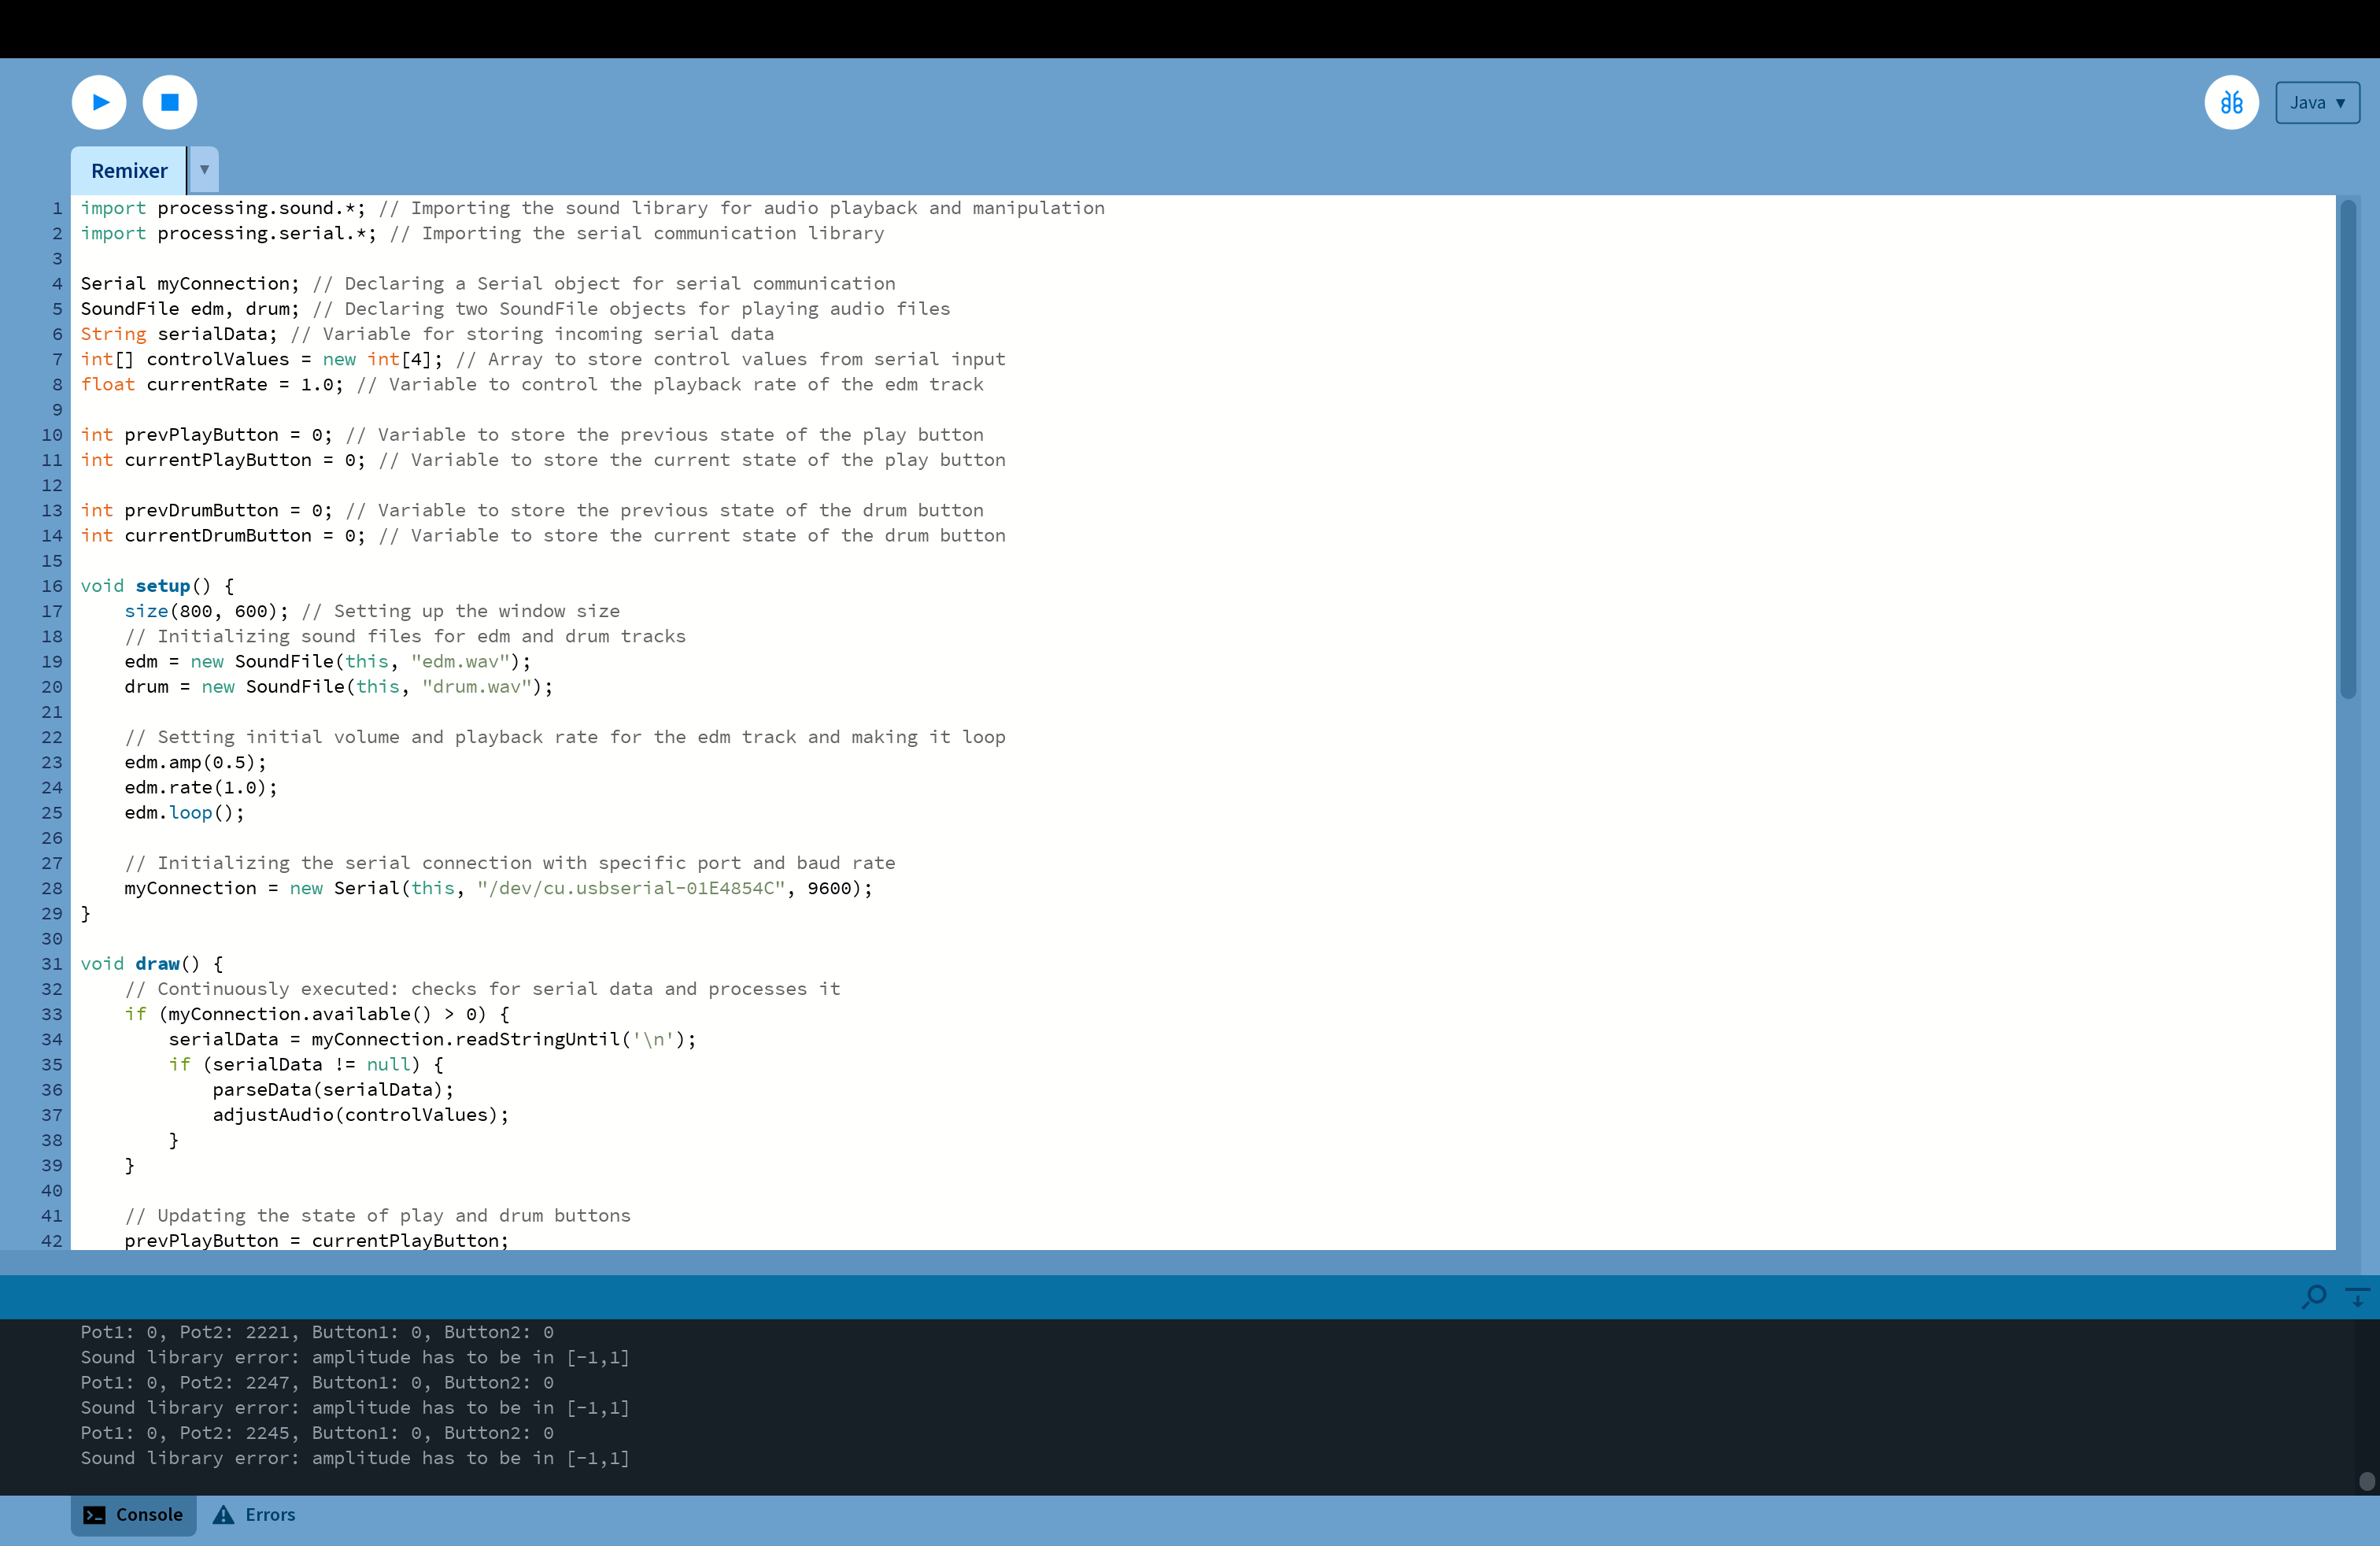 Java ▼
Remixer ▼
1 import processing.sound.*; // Importing the sound library for audio playback and manipulation
2 import processing.serial.*; // Importing the serial communication library
3
4 Serial myConnection; // Declaring a Serial object for serial communication
5 SoundFile edm, drum; // Declaring two SoundFile objects for playing audio files
6 String serialData; // Variable for storing incoming serial data
7 int[] controlValues = new int[4]; // Array to store control values from serial input
8 float currentRate = 1.0; // Variable to control the playback rate of the edm track
9
10 int prevPlayButton = 0; // Variable to store the previous state of the play button
11 int currentPlayButton = 0; // Variable to store the current state of the play button
12
13 int prevDrumButton = 0; // Variable to store the previous state of the drum button
14 int currentDrumButton = 0; // Variable to store the current state of the drum button
15
16 void setup() {
17     size(800, 600); // Setting up the window size
18     // Initializing sound files for edm and drum tracks
19     edm = new SoundFile(this, "edm.wav");
20     drum = new SoundFile(this, "drum.wav");
21
22     // Setting initial volume and playback rate for the edm track and making it loop
23     edm.amp(0.5);
24     edm.rate(1.0);
25     edm.loop();
26
27     // Initializing the serial connection with specific port and baud rate
28     myConnection = new Serial(this, "/dev/cu.usbserial-01E4854C", 9600);
29 }
30
31 void draw() {
32     // Continuously executed: checks for serial data and processes it
33     if (myConnection.available() > 0) {
34         serialData = myConnection.readStringUntil('\n');
35         if (serialData != null) {
36             parseData(serialData);
37             adjustAudio(controlValues);
38         }
39     }
40
41     // Updating the state of play and drum buttons
42     prevPlayButton = currentPlayButton;
Pot1: 0, Pot2: 2221, Button1: 0, Button2: 0
Sound library error: amplitude has to be in [-1,1]
Pot1: 0, Pot2: 2247, Button1: 0, Button2: 0
Sound library error: amplitude has to be in [-1,1]
Pot1: 0, Pot2: 2245, Button1: 0, Button2: 0
Sound library error: amplitude has to be in [-1,1]
Console Errors